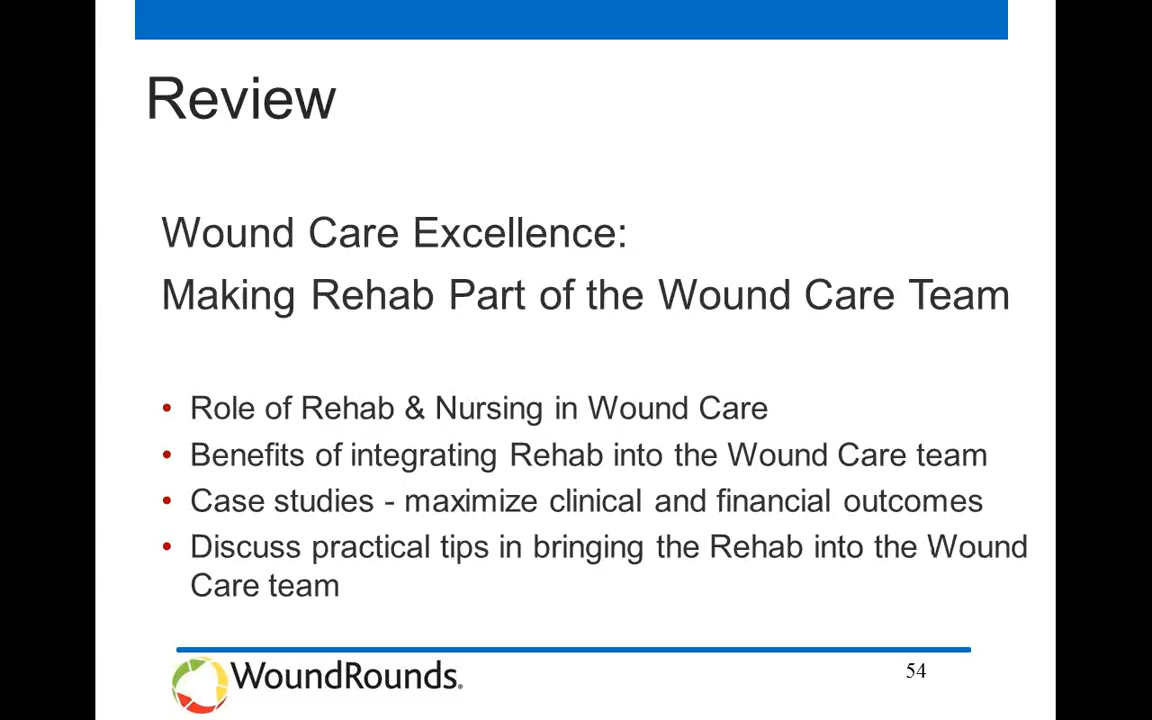 Review
Wound Care Excellence:
Making Rehab Part of the Wound Care Team
• Role of Rehab & Nursing in Wound Care
• Benefits of integrating Rehab into the Wound Care team
• Case studies - maximize clinical and financial outcomes
• Discuss practical tips in bringing the Rehab into the Wound
Care team
WoundRounds.
54